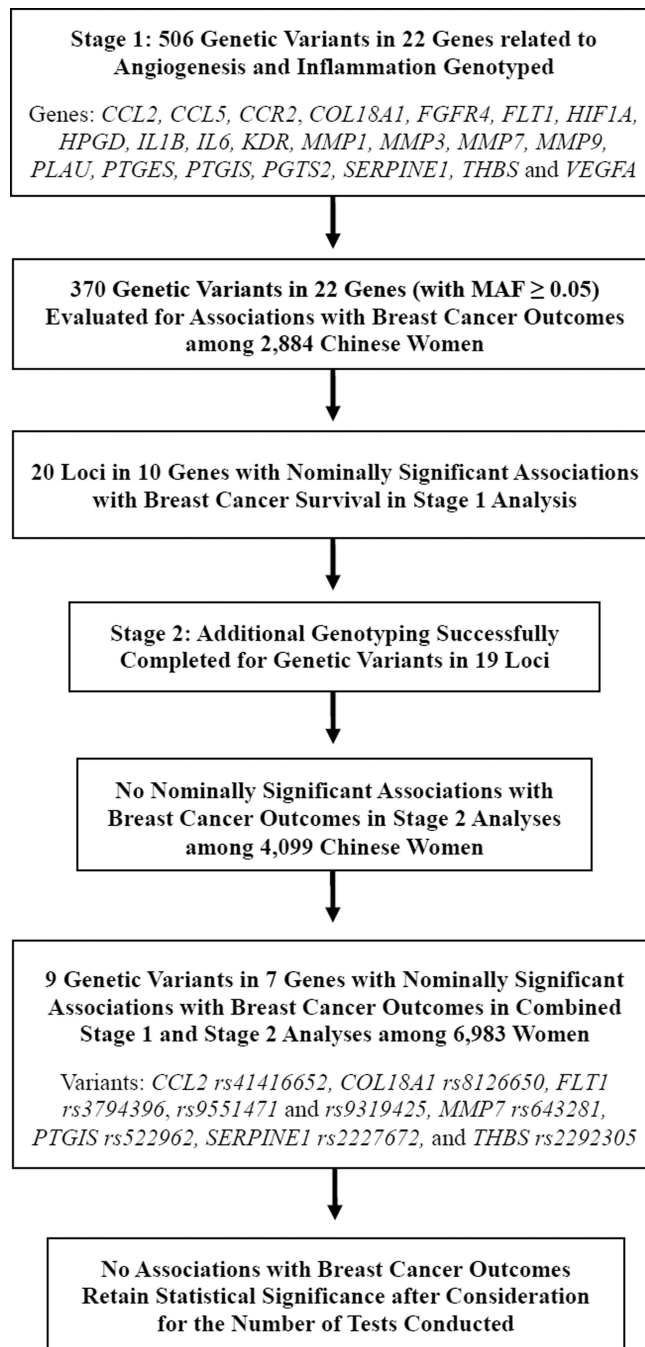 Stage 1: 506 Genetic Variants in 22 Genes related to
Angiogenesis and Inflammation Genotyped
Genes: CCL2, CCL5, CCR2, COL18A1, FGFR4, FLT1, HIF1A,
HPGD, IL1B, IL6, KDR, MMP1, MMP3, MMP7, MMP9,
PLAU, PTGES, PTGIS, PGTS2, SERPINE1, THBS and VEGFA
370 Genetic Variants in 22 Genes (with MAF ≥ 0.05)
Evaluated for Associations with Breast Cancer Outcomes
among 2,884 Chinese Women
20 Loci in 10 Genes with Nominally Significant Associations
with Breast Cancer Survival in Stage 1 Analysis
Stage 2: Additional Genotyping Successfully
Completed for Genetic Variants in 19 Loci
No Nominally Significant Associations with
Breast Cancer Outcomes in Stage 2 Analyses
among 4,099 Chinese Women
9 Genetic Variants in 7 Genes with Nominally Significant
Associations with Breast Cancer Outcomes in Combined
Stage 1 and Stage 2 Analyses among 6,983 Women
Variants: CCL2 rs41416652, COL18A1 rs8126650, FLT1
rs3794396, rs9551471 and rs9319425, MMP7 rs643281,
PTGIS rs522962, SERPINE1 rs2227672, and THBS rs2292305
No Associations with Breast Cancer Outcomes
Retain Statistical Significance after Consideration
for the Number of Tests Conducted